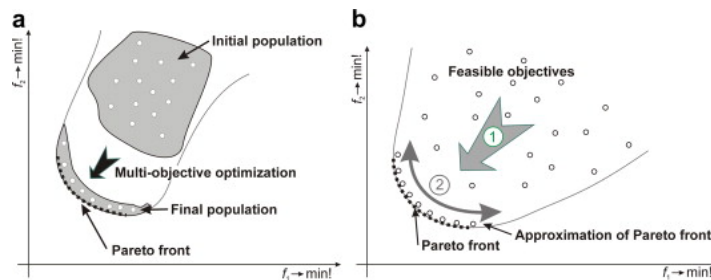 a
Initial population
f₂→min!
Multi-objective optimization
Final population
Pareto front
f₁→min!
b
Feasible objectives
f₂→min!
1
2
Approximation of Pareto front
Pareto front
f₁→min!